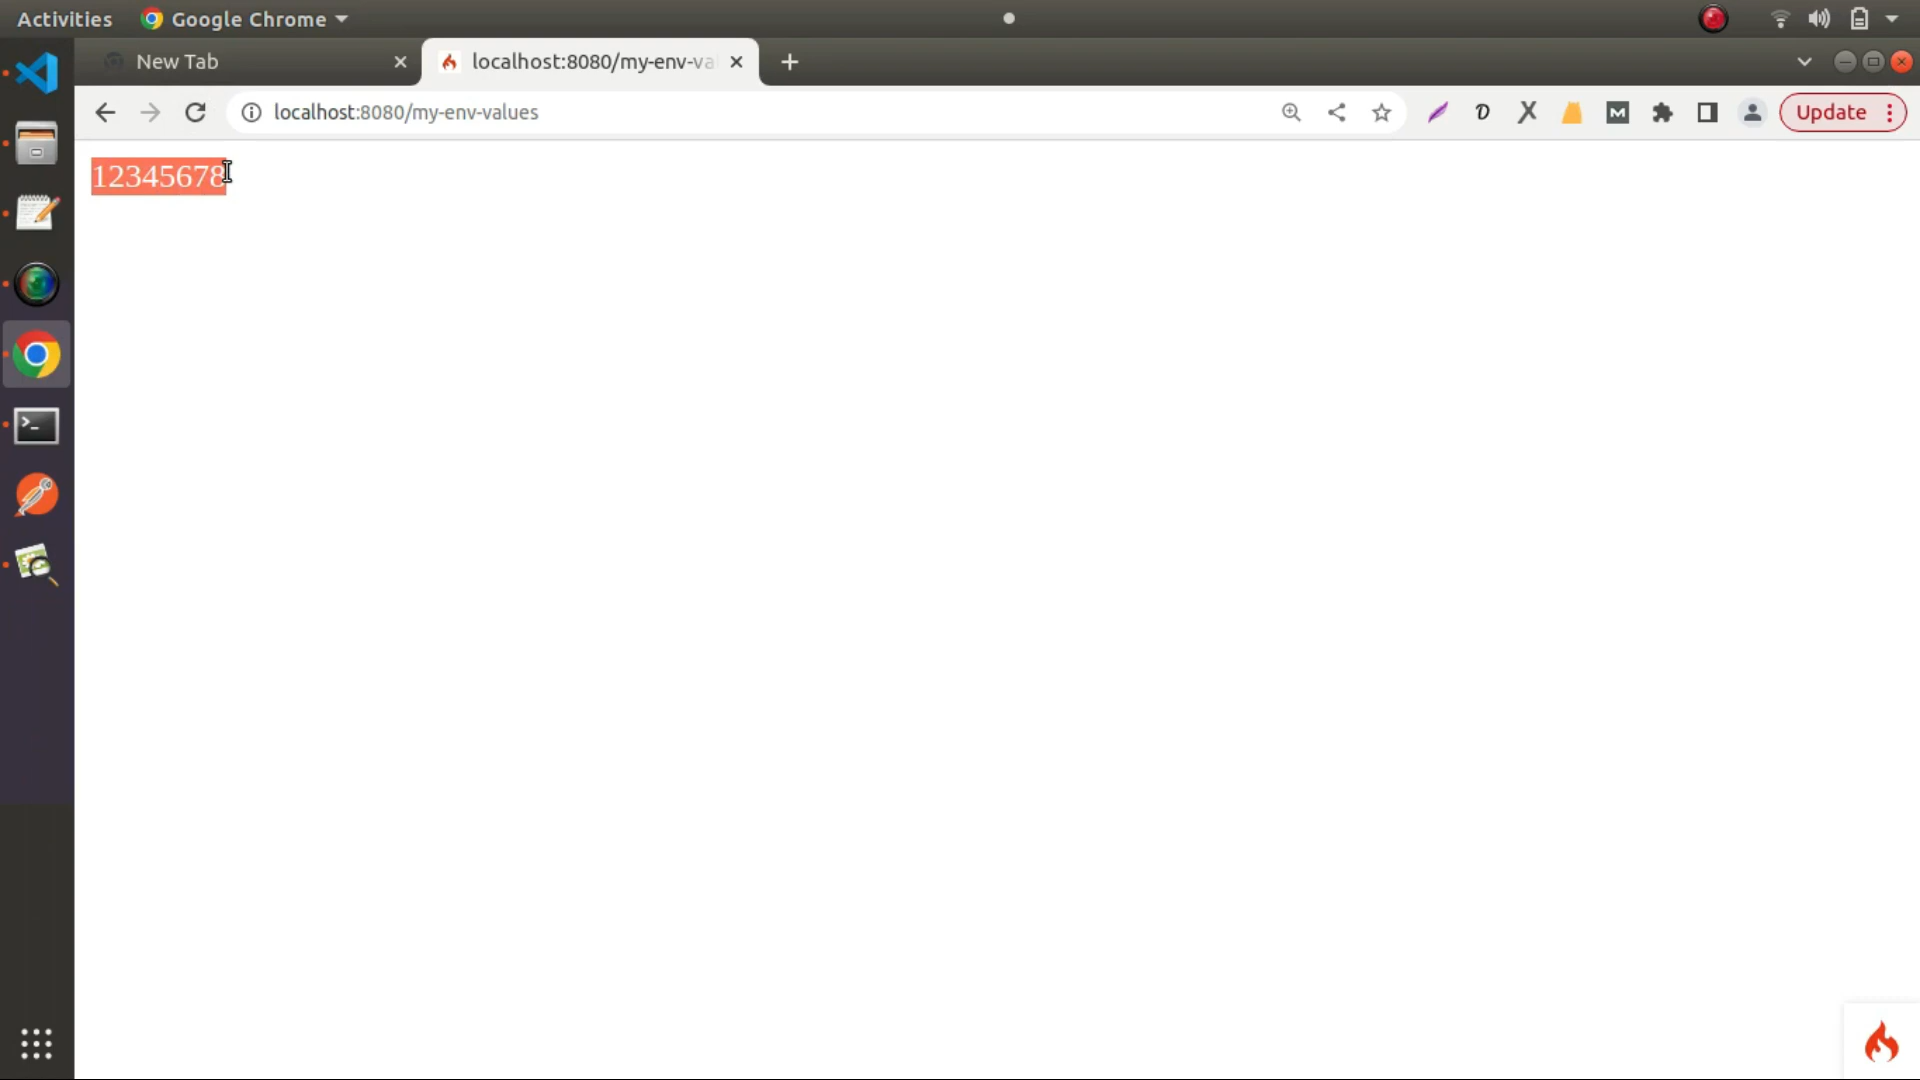 Activities
Google Chrome
New Tab
localhost:8080/my-env-va
localhost:8080/my-env-values
Update
12345678